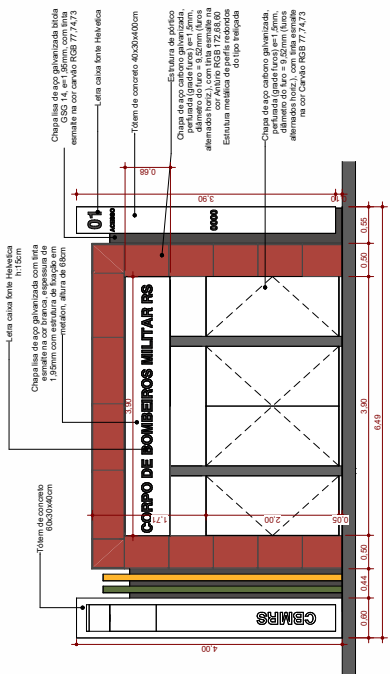 Tótem de concreto
60x30x40cm
Letra caixa fonte Helvetica
h:15cm
Chapa lisa de aço galvanizada com tinta
esmalte na cor branca, espessura de
1,95mm com estrutura de fixação em
metalon, altura de 68cm
Chapa lisa de aço galvanizada bitola
GSG 14, e=1,95mm, com tinta
esmalte na cor carvão RGB 77,74,73
Letra caixa fonte Helvetica
Tótem de concreto 40x30x40cm
Estrutura de pórtico
Chapa de aço carbono galvanizada,
perfurada (grade furos) e=1,5mm,
diâmetro do furo = 9,52mm (furos
alternados horiz.), com tinta esmalte na
cor Antúrio RGB 172,68,60
Estrutura metálica de perfis redondos
do tipo treliçada
Chapa de aço carbono galvanizada,
perfurada (grade furos) e=1,5mm,
diâmetro do furo = 9,52mm (furos
alternados horiz.), com tinta esmalte
na cor Carvão RGB 77,74,73
CBMRS
CORPO DE BOMBEIROS MILITAR RS
01
ACESSO
0000
4,00
3,90
1,71
2,00
0,05
0,68
3,90
0,10
0,60
0,44
0,50
3,90
0,50
0,55
6,49